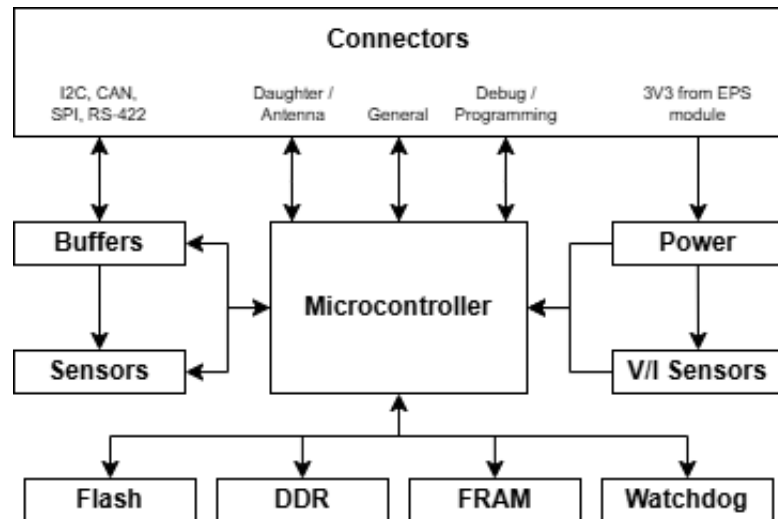 Connectors
I2C, CAN,
SPI, RS-422
Daughter /
Antenna
General
Debug /
Programming
3V3 from EPS
module
Buffers
Microcontroller
Power
Sensors
V/I Sensors
Flash
DDR
FRAM
Watchdog